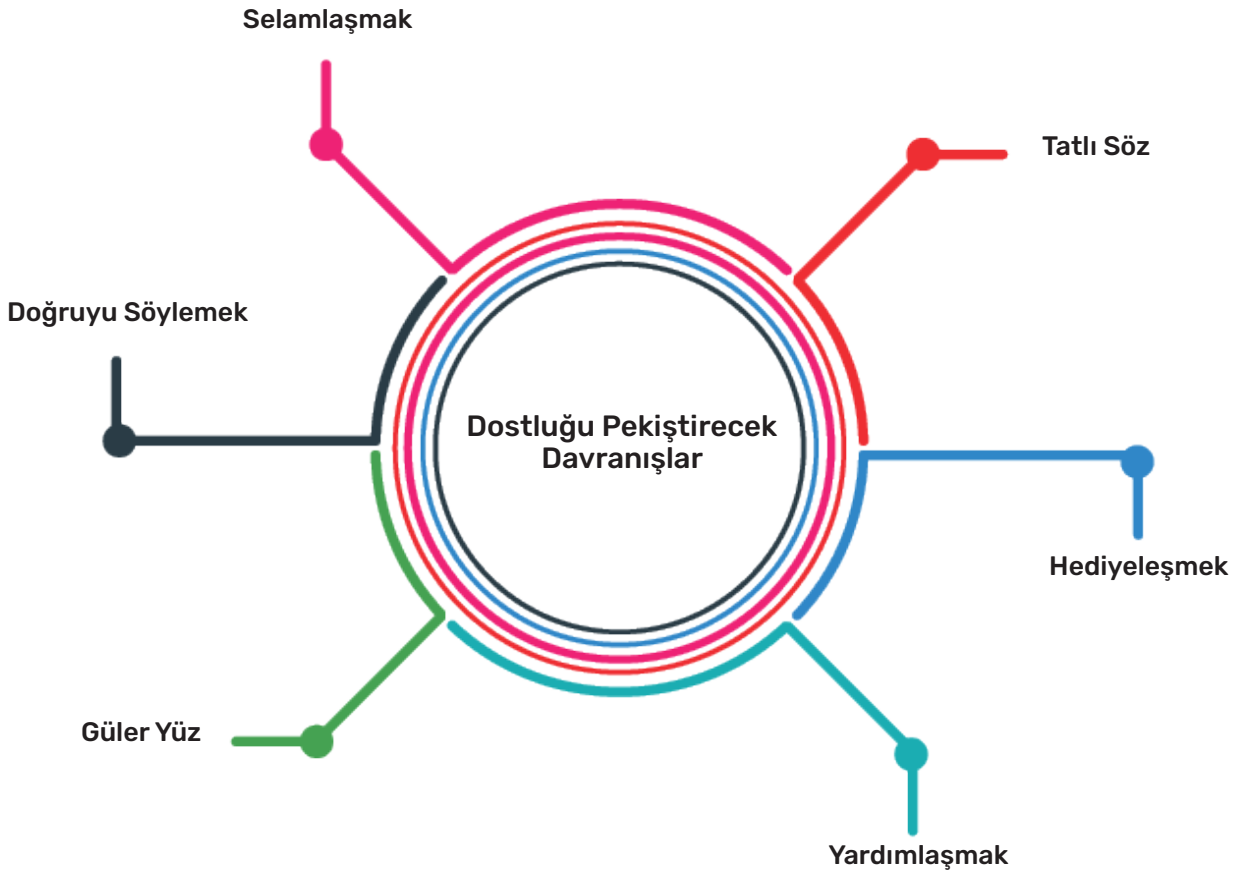 Selamlaşmak
Tatlı Söz
Doğruyu Söylemek
Dostluğu Pekiştirecek
Davranışlar
Hediyeleşmek
Güler Yüz
Yardımlaşmak